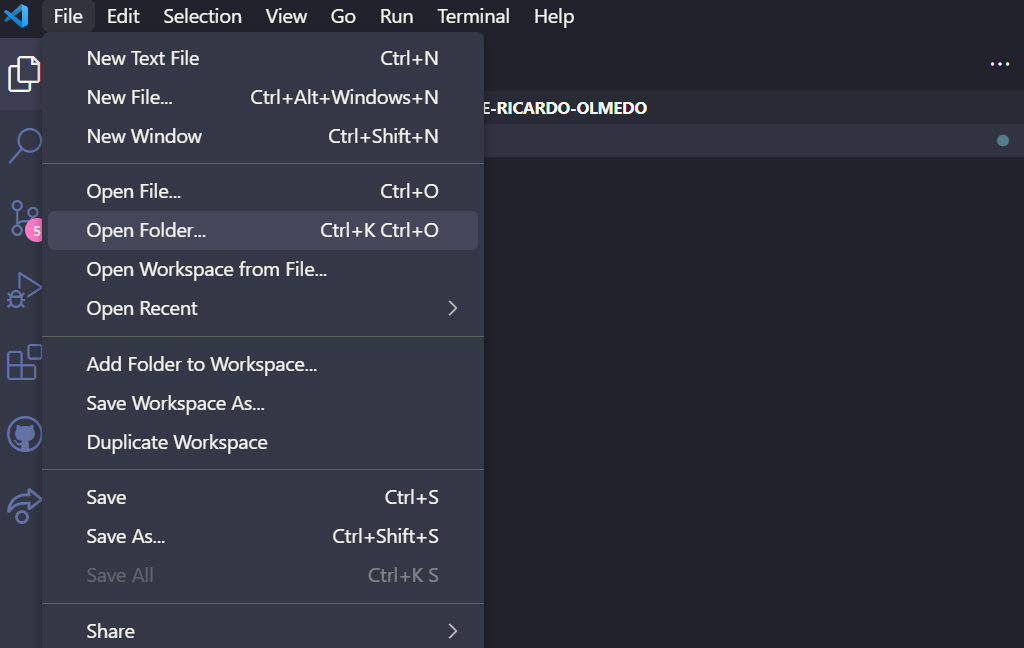 File Edit Selection View Go Run Terminal Help
New Text File Ctrl+N
New File... Ctrl+Alt+Windows+N
New Window Ctrl+Shift+N
Open File... Ctrl+O
Open Folder... Ctrl+K Ctrl+O
Open Workspace from File...
Open Recent
Add Folder to Workspace...
Save Workspace As...
Duplicate Workspace
Save Ctrl+S
Save As... Ctrl+Shift+S
Save All Ctrl+K S
Share
E-RICARDO-OLMEDO
5